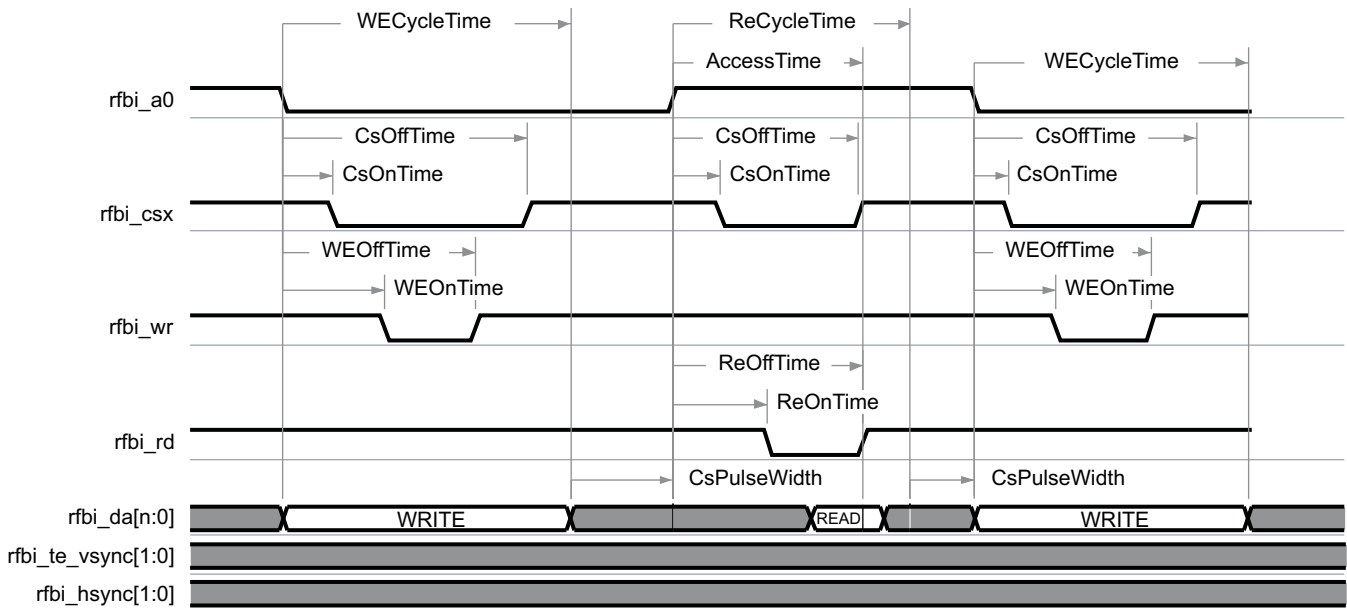 WECycleTime ReCycleTime
AccessTime WECycleTime
rfbi_a0
CsOffTime CsOffTime CsOffTime
CsOnTime CsOnTime CsOnTime
rfbi_csx
WEOffTime WEOffTime
WEOnTime WEOnTime
rfbi_wr
ReOffTime
ReOnTime
rfbi_rd
CsPulseWidth CsPulseWidth
rfbi_da[n:0] WRITE READ WRITE
rfbi_te_vsync[1:0]
rfbi_hsync[1:0]